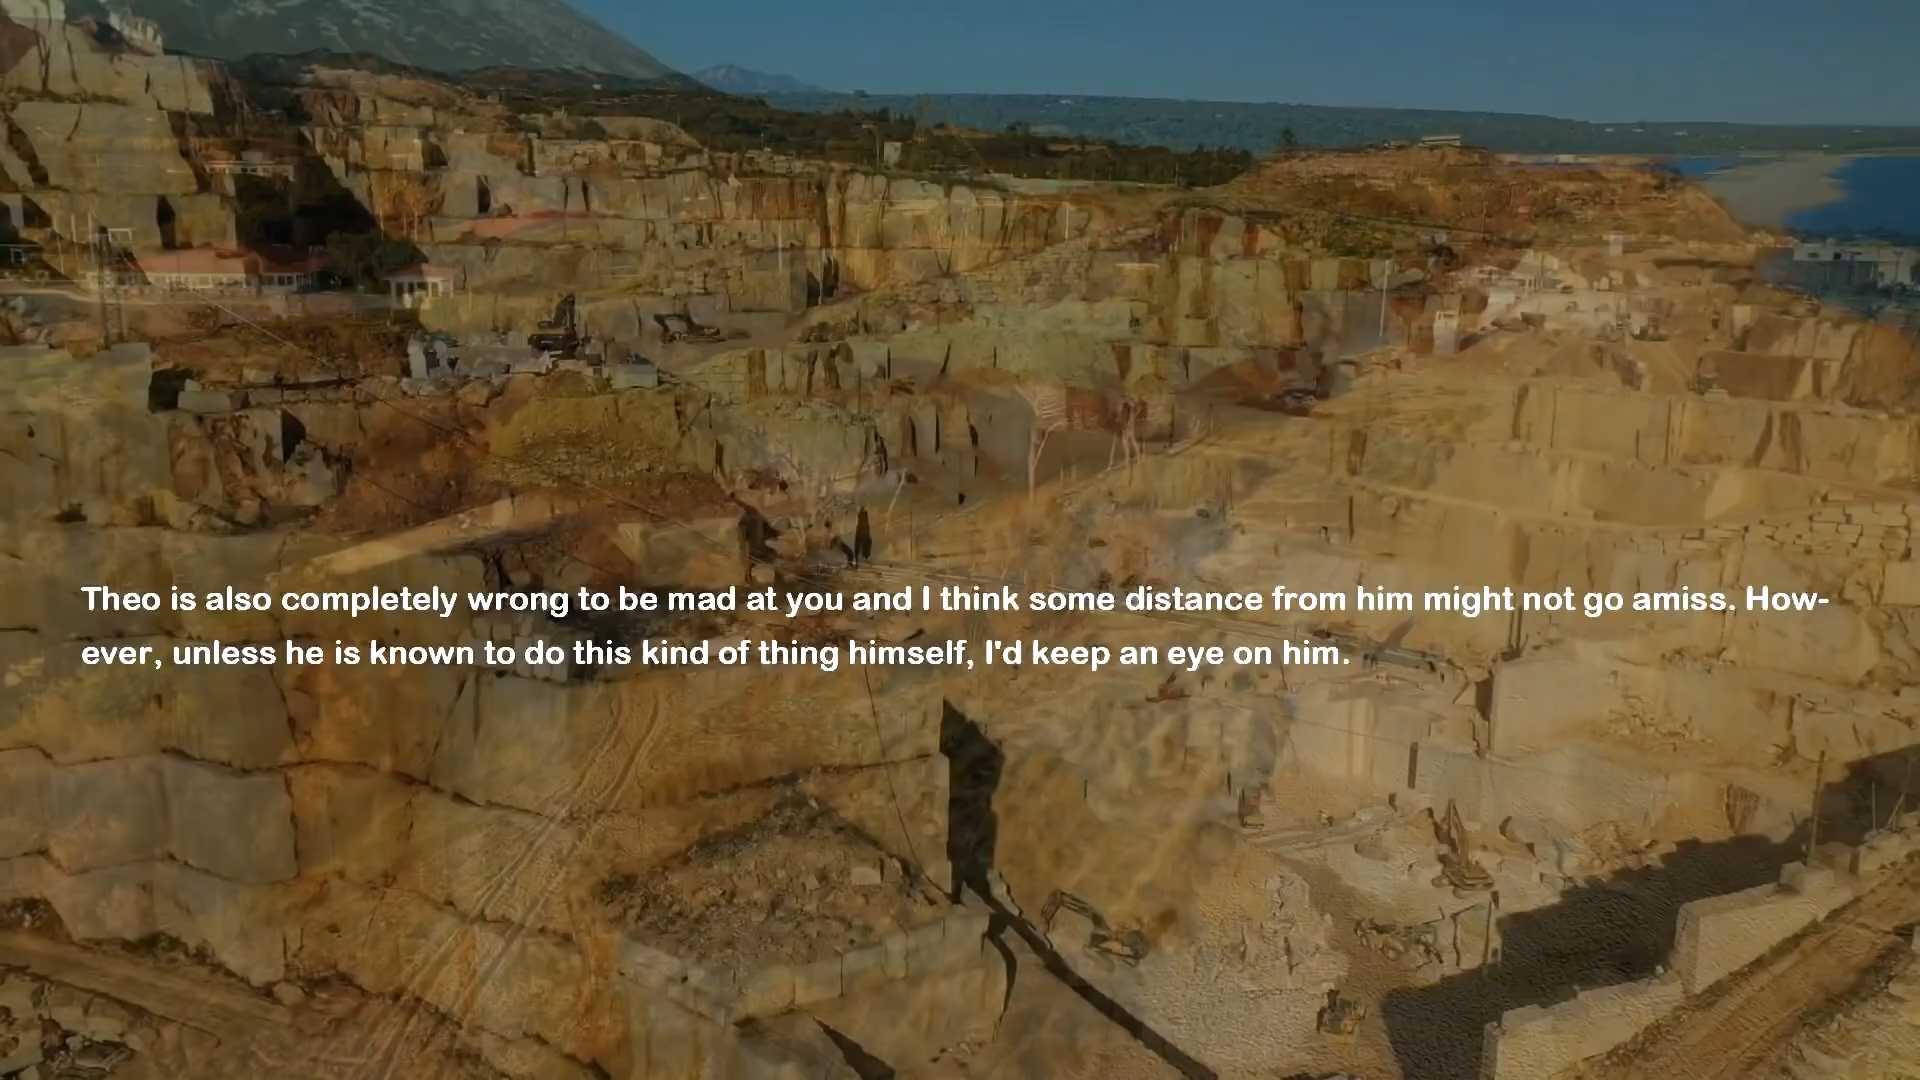 Theo is also completely wrong to be mad at you and I think some distance from him might not go amiss. How-
ever, unless he is known to do this kind of thing himself, I'd keep an eye on him.